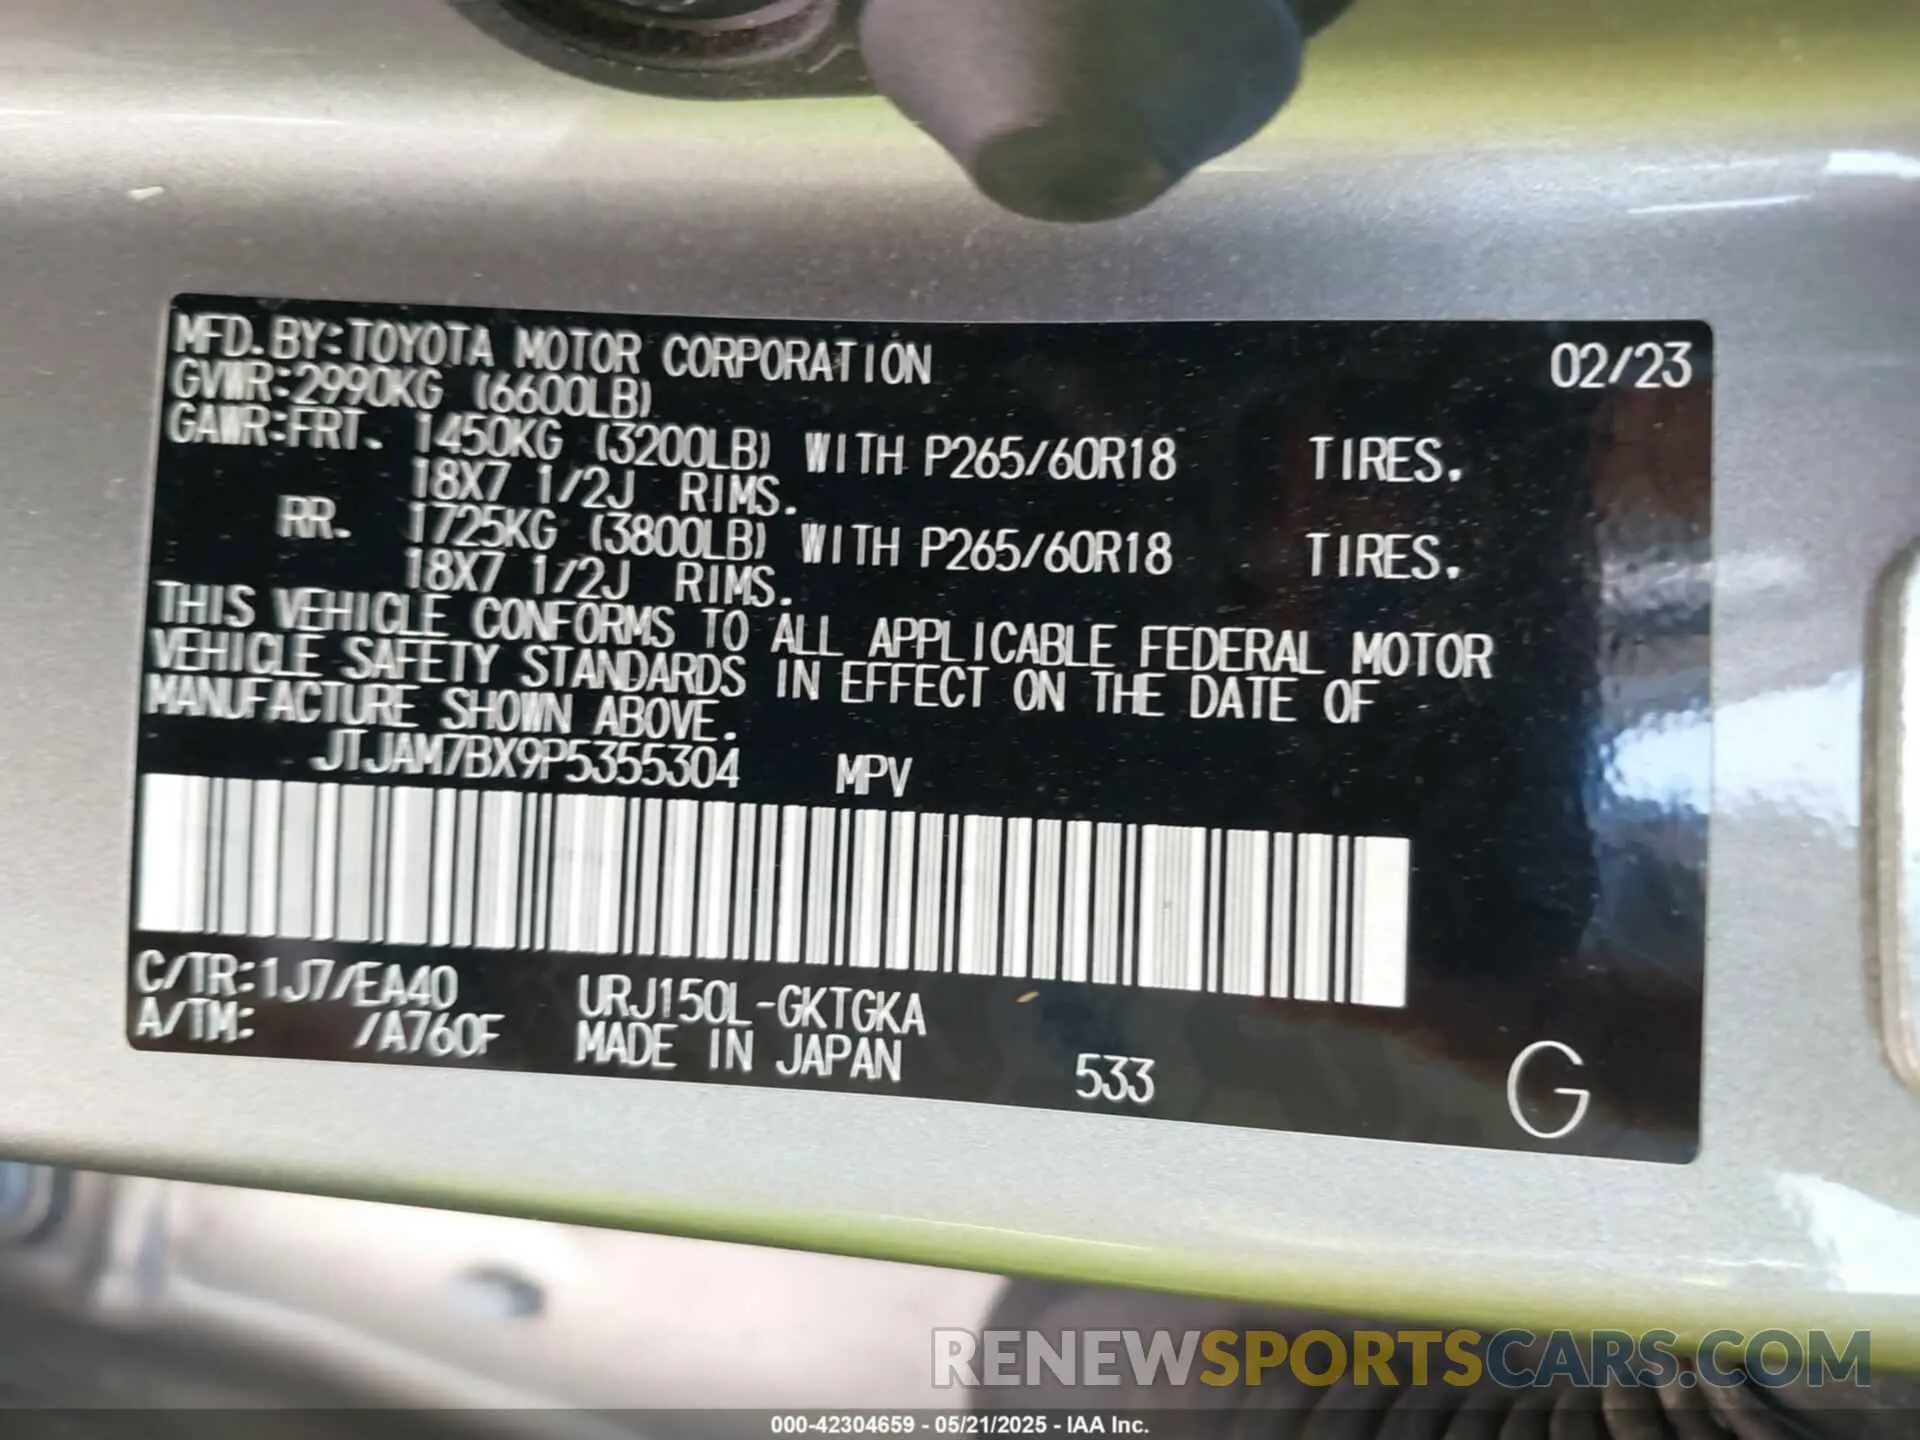 MFD.BY:TOYOTA MOTOR CORPORATION 02/23
GVWR:2990KG (6600LB)
GAWR:FRT. 1450KG (3200LB) WITH P265/60R18 TIRES.
18X7 1/2J RIMS.
RR. 1725KG (3800LB) WITH P265/60R18 TIRES.
18X7 1/2J RIMS.
THIS VEHICLE CONFORMS TO ALL APPLICABLE FEDERAL MOTOR
VEHICLE SAFETY STANDARDS IN EFFECT ON THE DATE OF
MANUFACTURE SHOWN ABOVE.
JTJAM7BX9P5355304 MPV
C/TR:1J7/EA40 URJ150L-GKTGKA
A/TM: /A760F MADE IN JAPAN 533 G
RENEWSPORTSCARS.COM
000-42304659 - 05/21/2025 - IAA Inc.